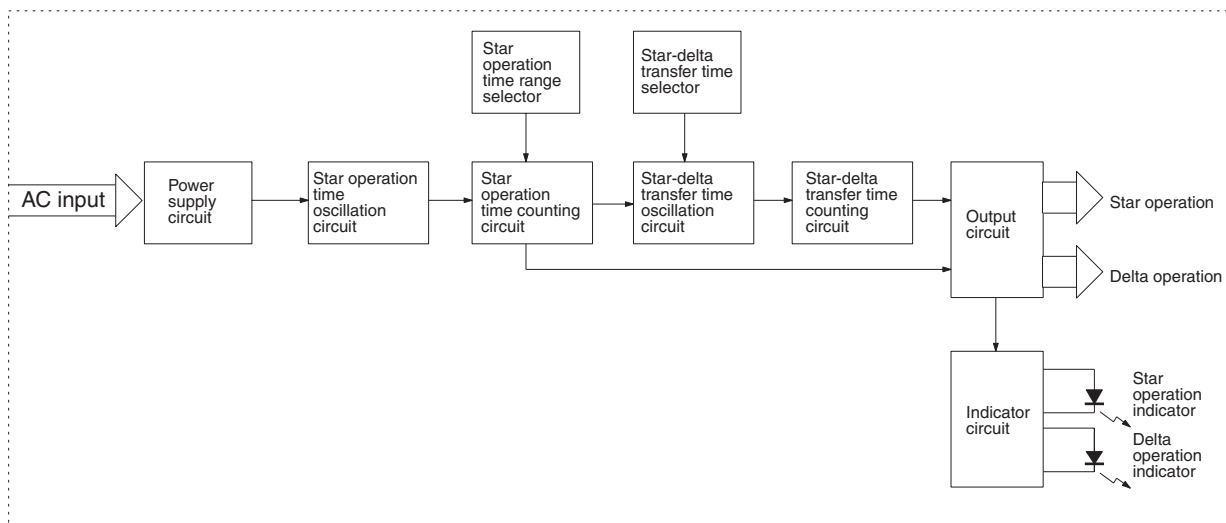 Star
operation
time range
selector
Star-delta
transfer time
selector
AC input
Power
supply
circuit
Star operation
time
oscillation
circuit
Star
operation
time counting
circuit
Star-delta
transfer time
oscillation
circuit
Star-delta
transfer time
counting
circuit
Output
circuit
Star operation
Delta operation
Indicator
circuit
Star
operation
indicator
Delta
operation
indicator